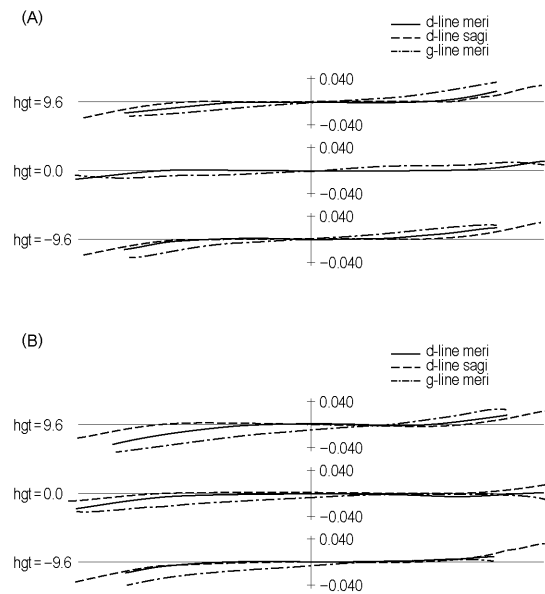 (A)
d-line meri
d-line sagi
g-line meri
0.040
hgt = 9.6
−0.040
0.040
hgt = 0.0
−0.040
0.040
hgt = −9.6
−0.040
(B)
d-line meri
d-line sagi
g-line meri
0.040
hgt = 9.6
−0.040
0.040
hgt = 0.0
−0.040
0.040
hgt = −9.6
−0.040